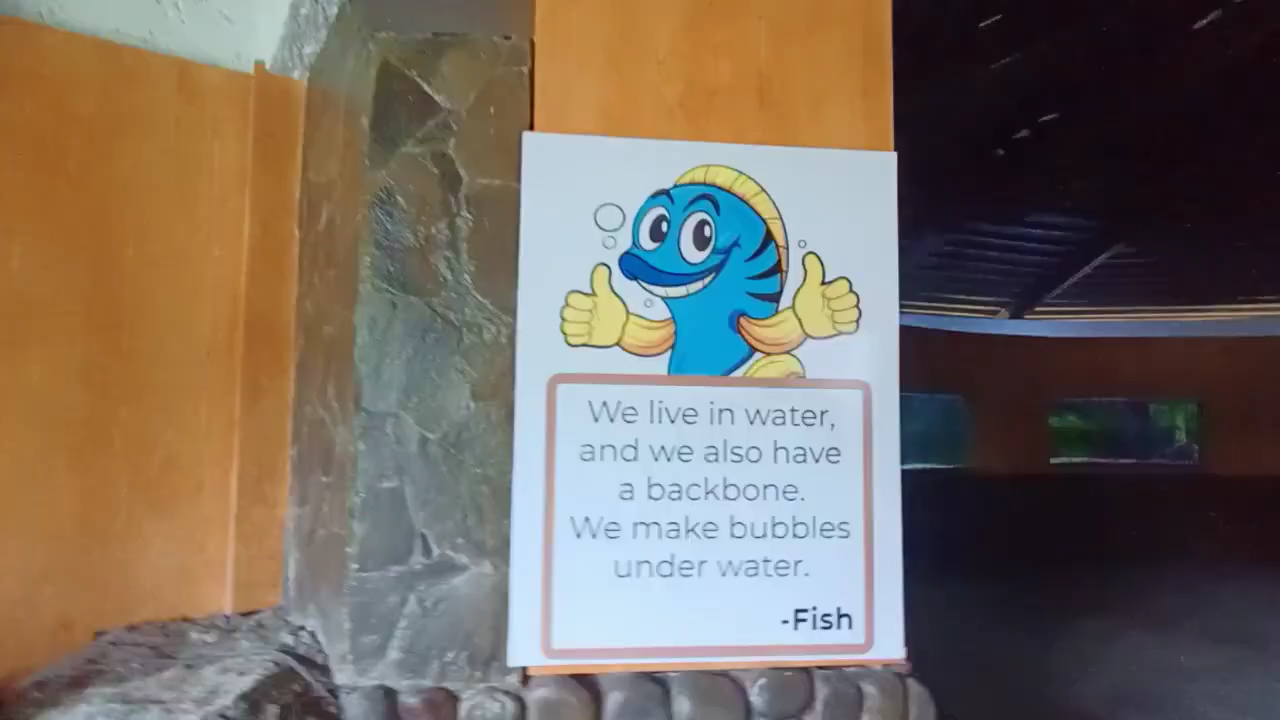 We live in water,
and we also have
a backbone.
We make bubbles
under water.
-Fish